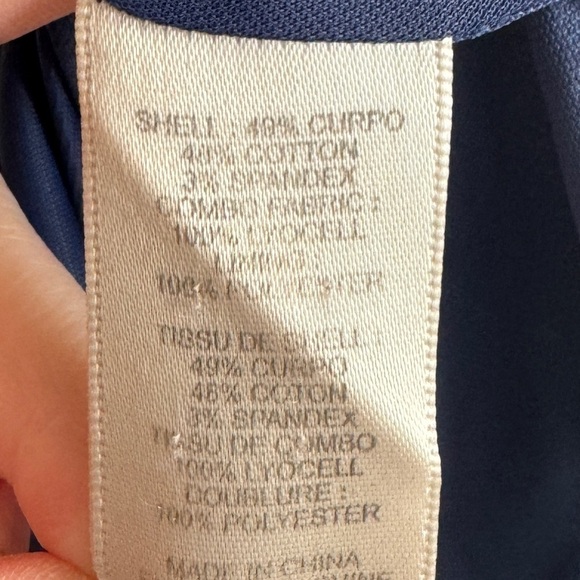 SHELL : 49% CURPO
48% COTTON
3% SPANDEX
COMBO FABRIC :
100% LYOCELL
100% POLYESTER
TISSU DE SHELL :
49% CURPO
48% COTON
3% SPANDEX
TISSU DE COMBO
100% LYOCELL
DOUBLURE :
100% POLYESTER
MADE IN CHINA